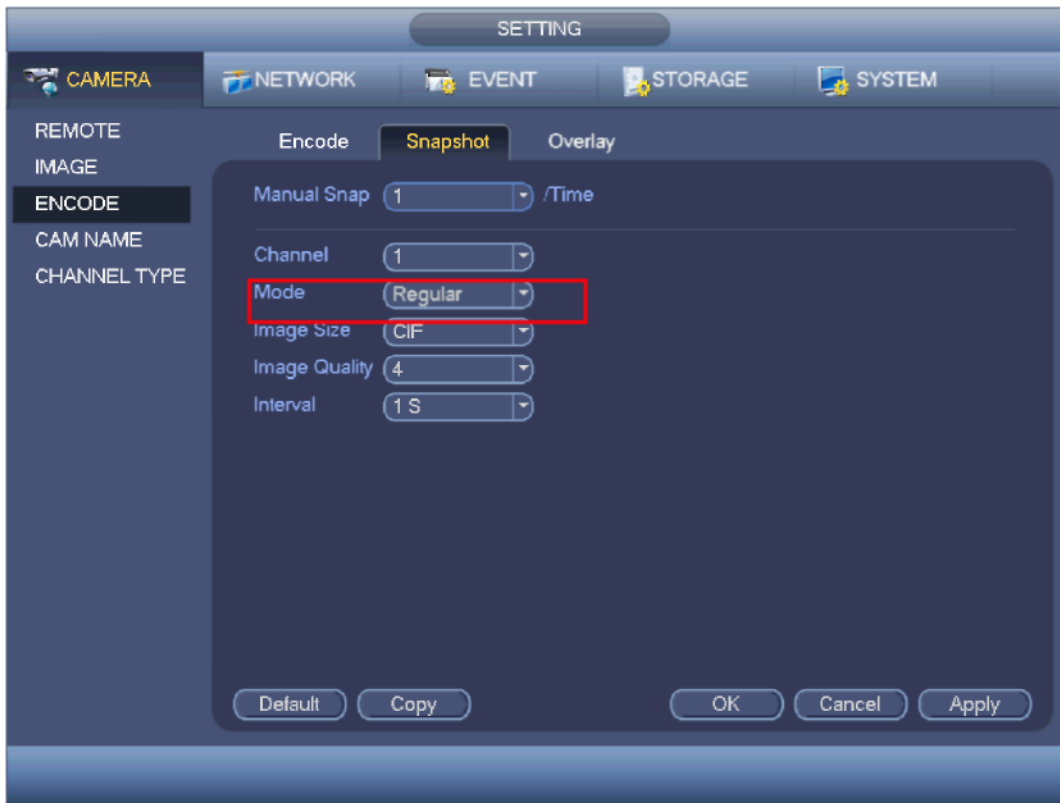 SETTING
CAMERA NETWORK EVENT STORAGE SYSTEM
REMOTE
IMAGE
ENCODE
CAM NAME
CHANNEL TYPE
Encode Snapshot Overlay
Manual Snap 1 /Time
Channel 1
Mode Regular
Image Size CIF
Image Quality 4
Interval 1 S
Default Copy OK Cancel Apply